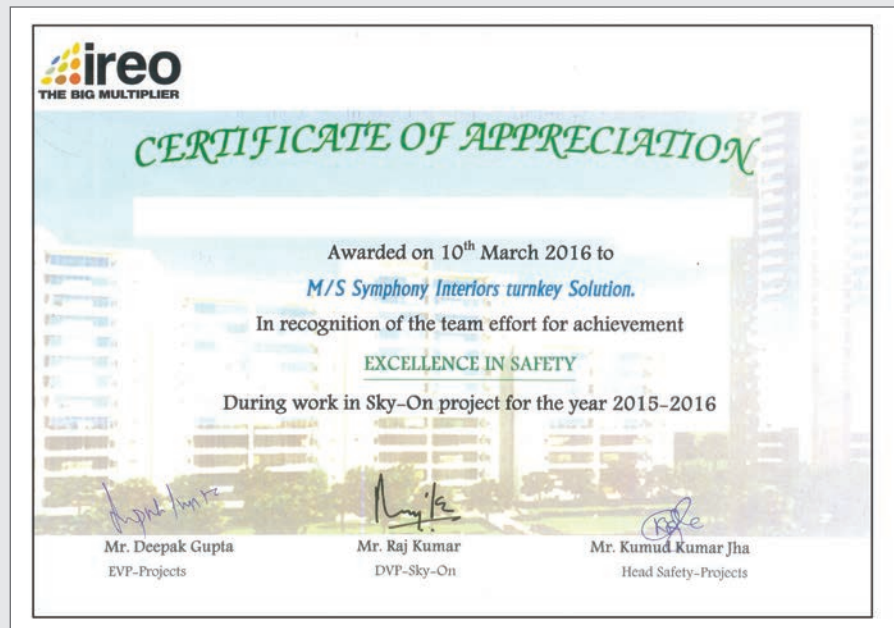 ireo
THE BIG MULTIPLIER
CERTIFICATE OF APPRECIATION
Awarded on 10th March 2016 to
M/S Symphony Interiors turnkey Solution.
In recognition of the team effort for achievement
EXCELLENCE IN SAFETY
During work in Sky-On project for the year 2015-2016
Mr. Deepak Gupta Mr. Raj Kumar Mr. Kumud Kumar Jha
EVP-Projects DVP-Sky-On Head Safety-Projects